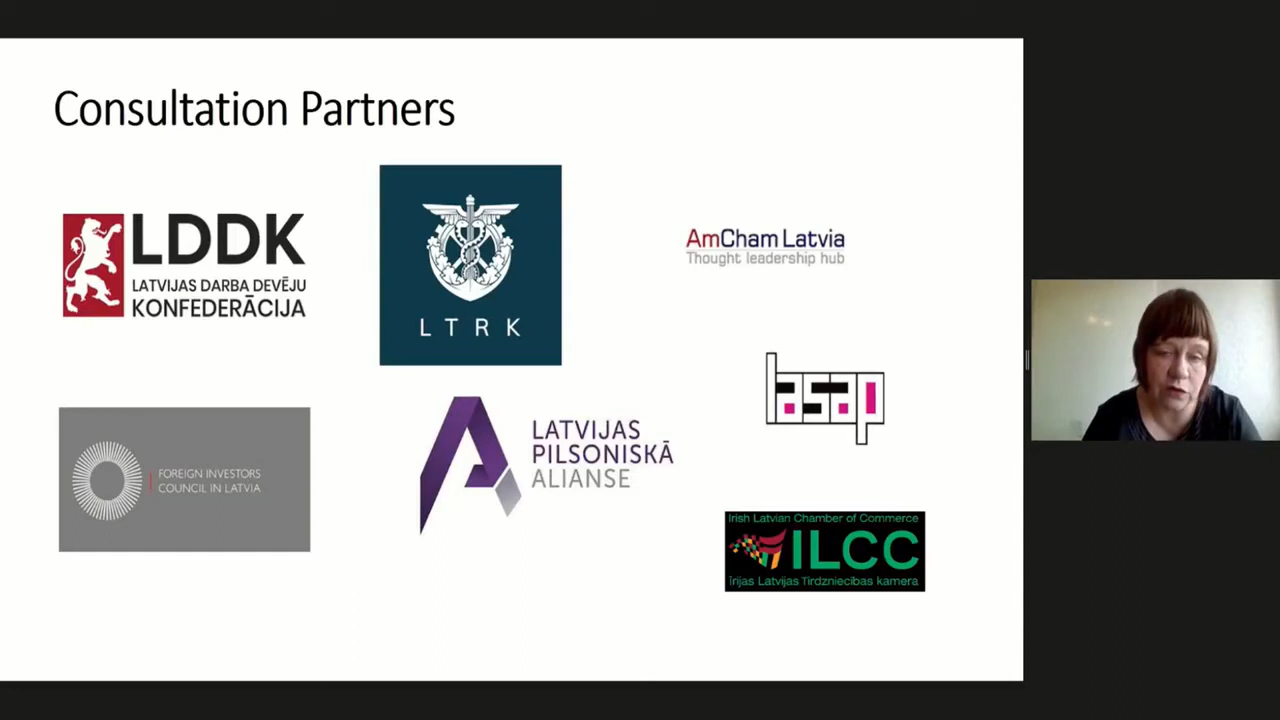 Consultation Partners
LDDK
LATVIJAS DARBA DEVĒJU
KONFEDERĀCIJA
LTRK
AmCham Latvia
Thought leadership hub
lasap
FOREIGN INVESTORS
COUNCIL IN LATVIA
LATVIJAS
PILSONISKĀ
ALIANSE
Irish Latvian Chamber of Commerce
ILCC
Īrijas Latvijas Tirdzniecības kamera